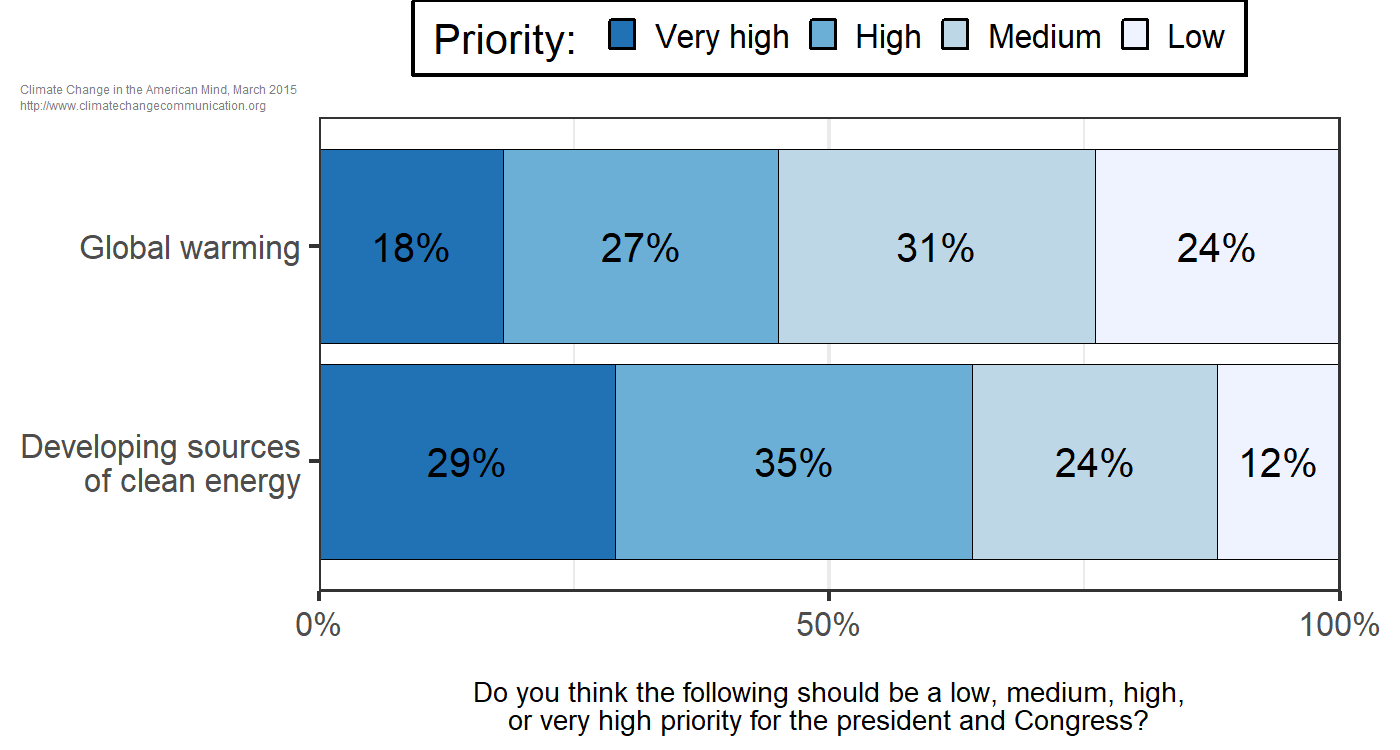 Priority: Very high High Medium Low
Climate Change in the American Mind, March 2015
http://www.climatechangecommunication.org
Global warming
18% 27% 31% 24%
Developing sources
of clean energy
29% 35% 24% 12%
0% 50% 100%
Do you think the following should be a low, medium, high,
or very high priority for the president and Congress?